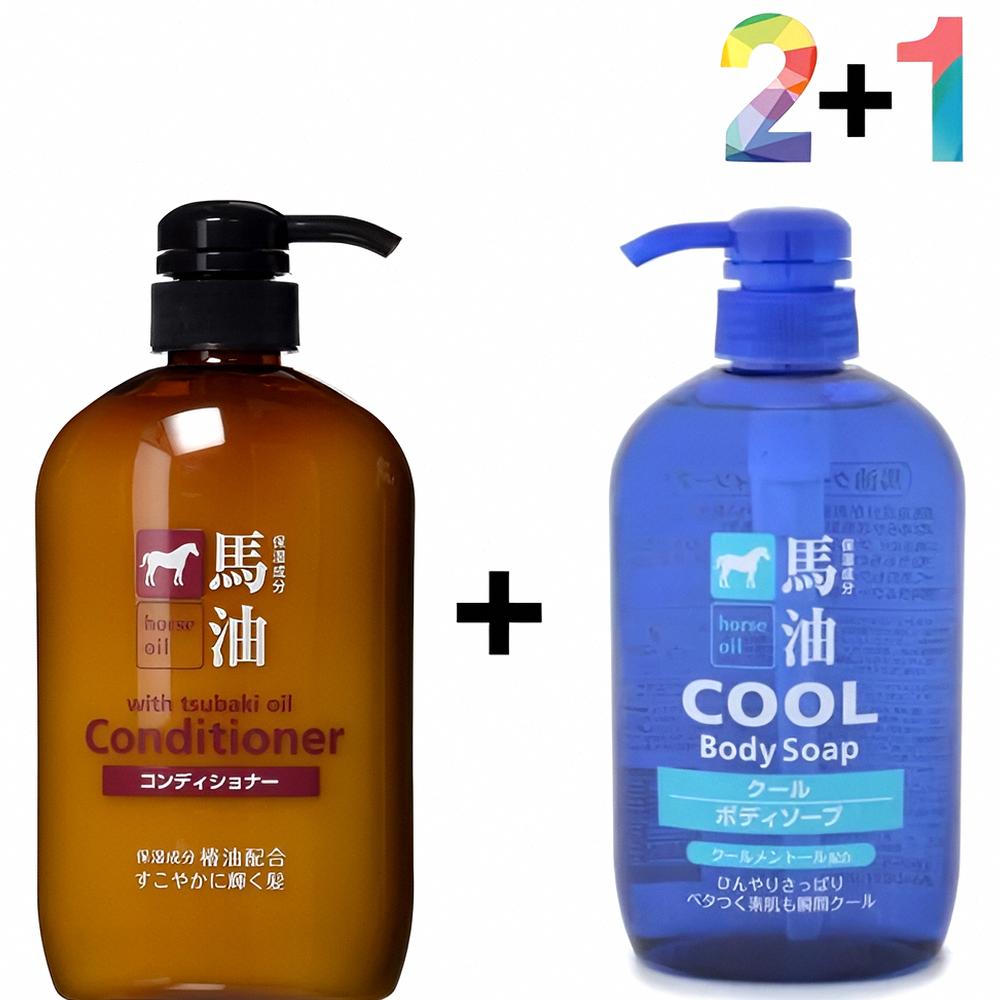 2+1
馬油
保湿成分
horse
oil
with tsubaki oil
Conditioner
コンディショナー
保湿成分 椿油配合
すこやかに輝く髪
+
馬油
保湿成分
horse
oil
COOL
Body Soap
クール
ボディソープ
クールメントール配合
ひんやりさっぱり
ベタつく素肌も瞬間クール